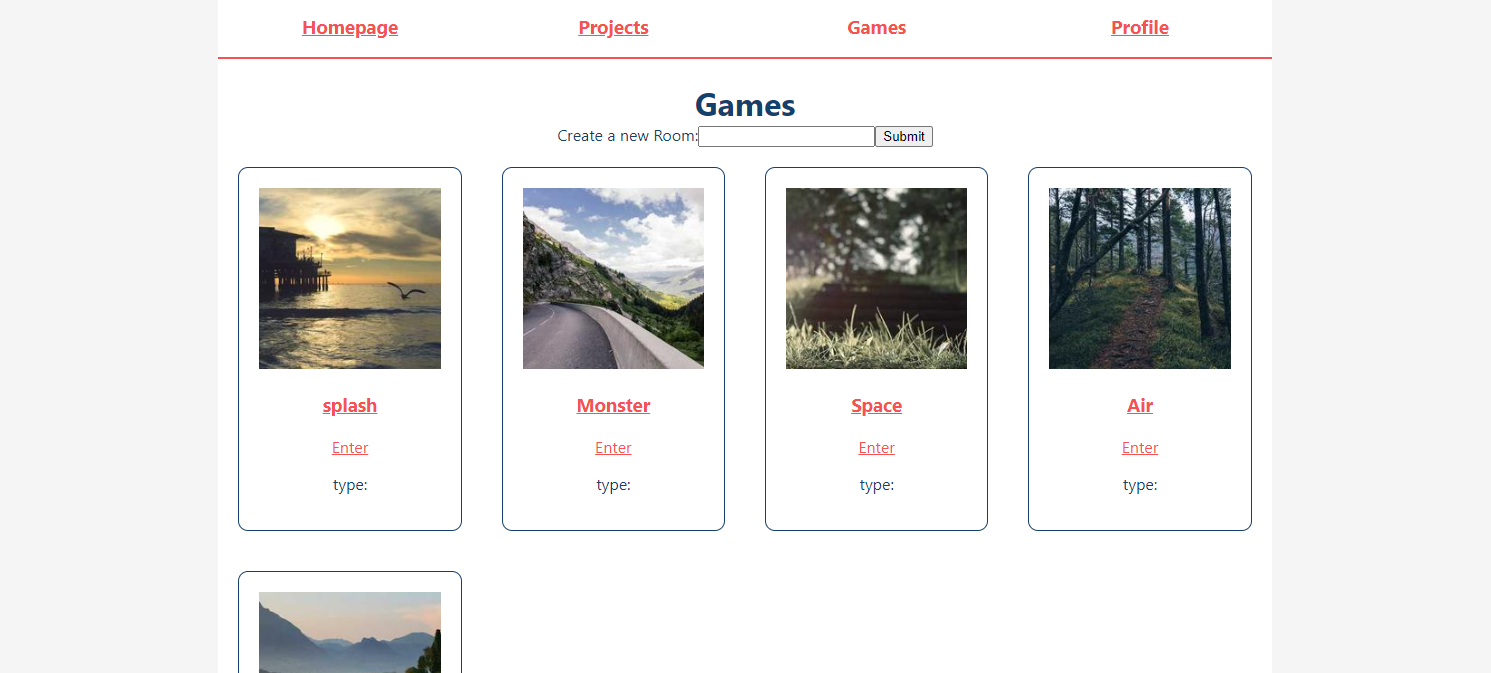 Homepage Projects Games Profile
Games
Create a new Room: Submit
splash Monster Space Air
Enter Enter Enter Enter
type: type: type: type: